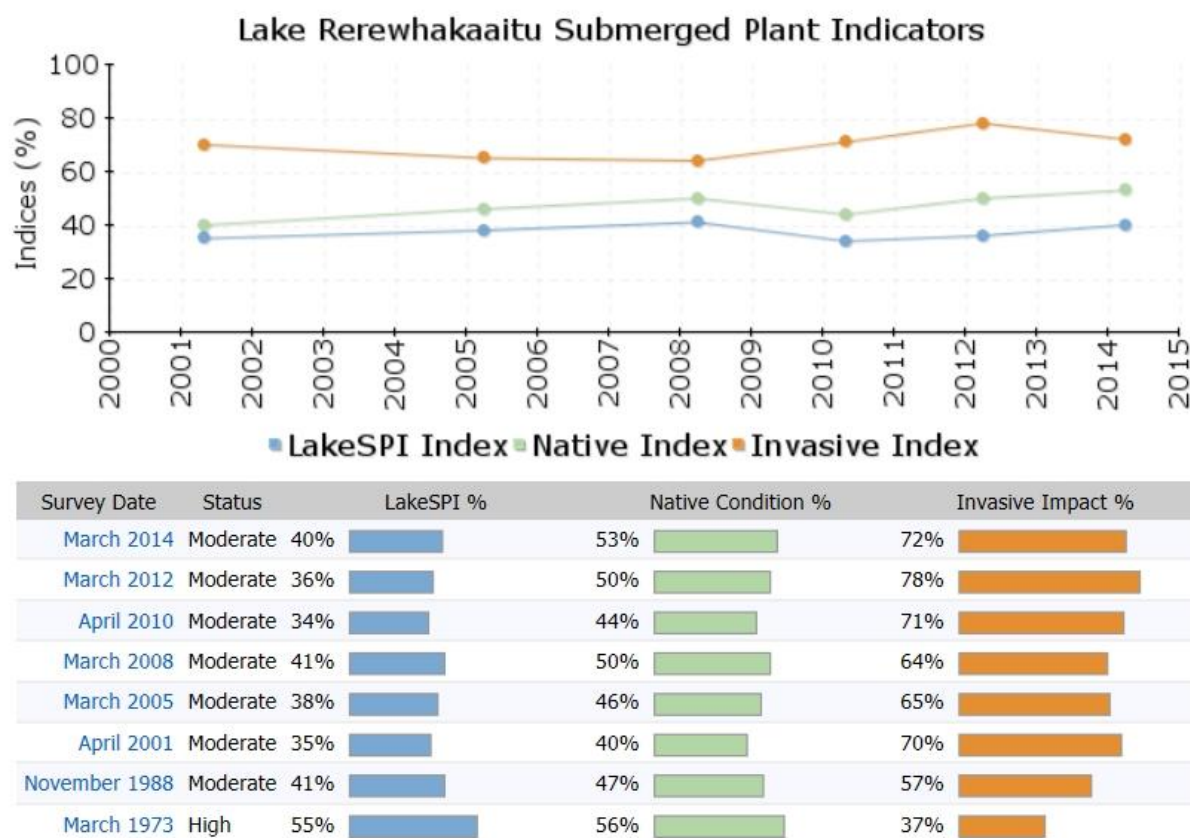 Lake Rerewhakaaitu Submerged Plant Indicators
Indices (%)
100
80
60
40
20
0
2000 2001 2002 2003 2004 2005 2006 2007 2008 2009 2010 2011 2012 2013 2014 2015
LakeSPI Index Native Index Invasive Index
Survey Date Status LakeSPI % Native Condition % Invasive Impact %
March 2014 Moderate 40% 53% 72%
March 2012 Moderate 36% 50% 78%
April 2010 Moderate 34% 44% 71%
March 2008 Moderate 41% 50% 64%
March 2005 Moderate 38% 46% 65%
April 2001 Moderate 35% 40% 70%
November 1988 Moderate 41% 47% 57%
March 1973 High 55% 56% 37%